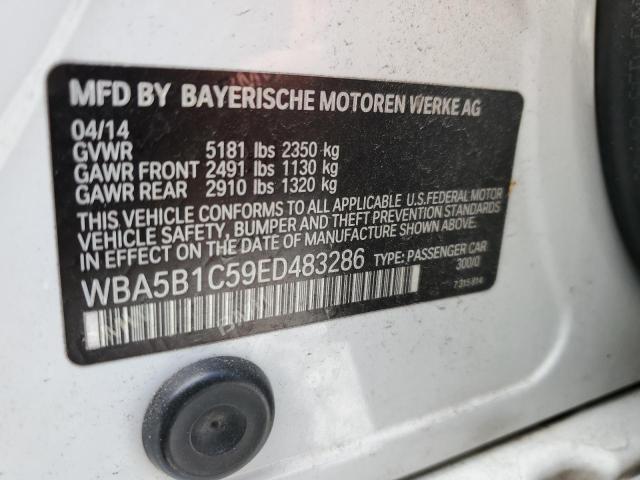 MFD BY BAYERISCHE MOTOREN WERKE AG
04/14
GVWR 5181 lbs 2350 kg
GAWR FRONT 2491 lbs 1130 kg
GAWR REAR 2910 lbs 1320 kg
THIS VEHICLE CONFORMS TO ALL APPLICABLE U.S.FEDERAL MOTOR
VEHICLE SAFETY, BUMPER AND THEFT PREVENTION STANDARDS
IN EFFECT ON THE DATE OF MANUFACTURE SHOWN ABOVE.
WBA5B1C59ED483286 TYPE: PASSENGER CAR
300/0